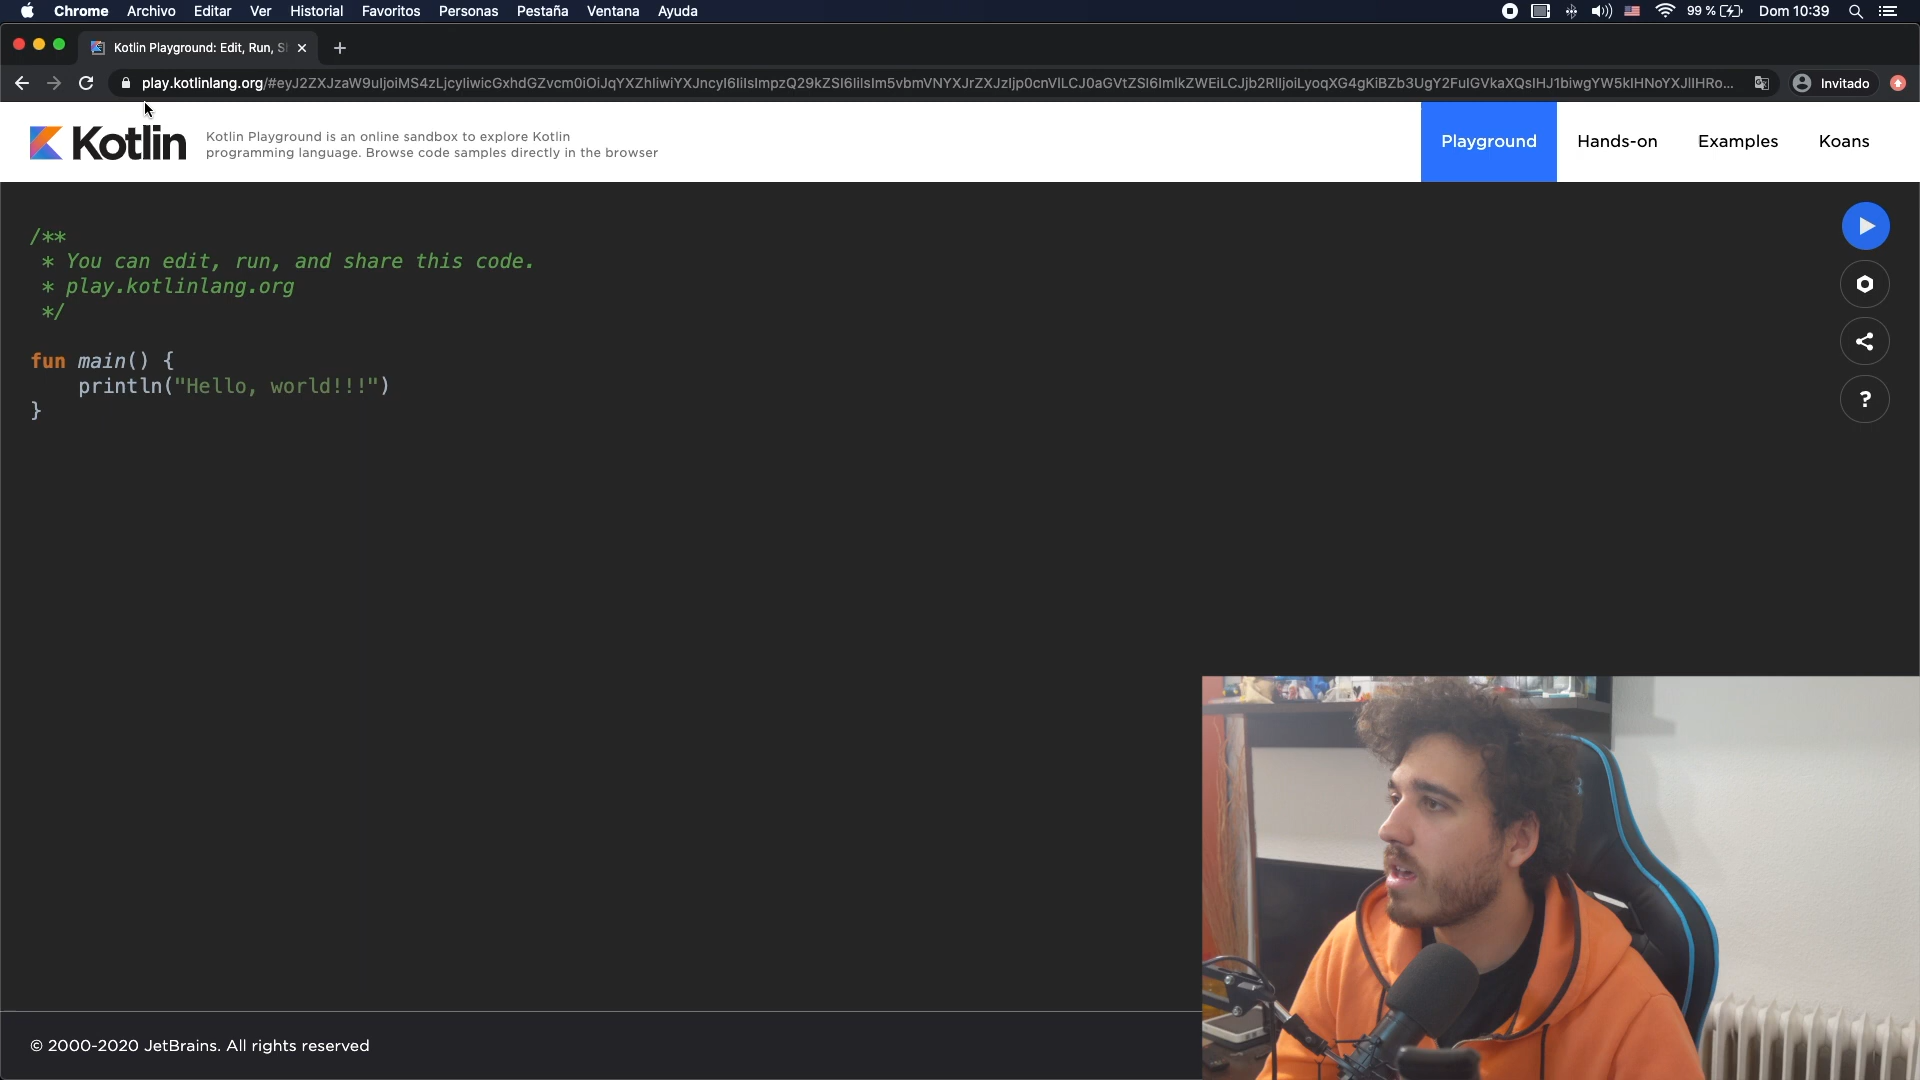 Chrome Archivo Editar Ver Historial Favoritos Personas Pestaña Ventana Ayuda 99 % Dom 10:39
Kotlin Playground: Edit, Run, S
play.kotlinlang.org Invitado
Kotlin
Kotlin Playground is an online sandbox to explore Kotlin
programming language. Browse code samples directly in the browser
Playground Hands-on Examples Koans
/**
* You can edit, run, and share this code.
* play.kotlinlang.org
*/
fun main() {
println("Hello, world!!!")
}
?
© 2000-2020 JetBrains. All rights reserved